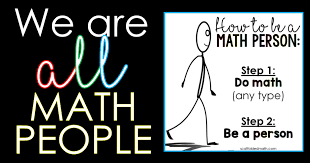 We are
all
MATH
PEOPLE
How to be a
MATH PERSON:
Step 1:
Do math
(any type)
Step 2:
Be a person
scaffoldedmath.com